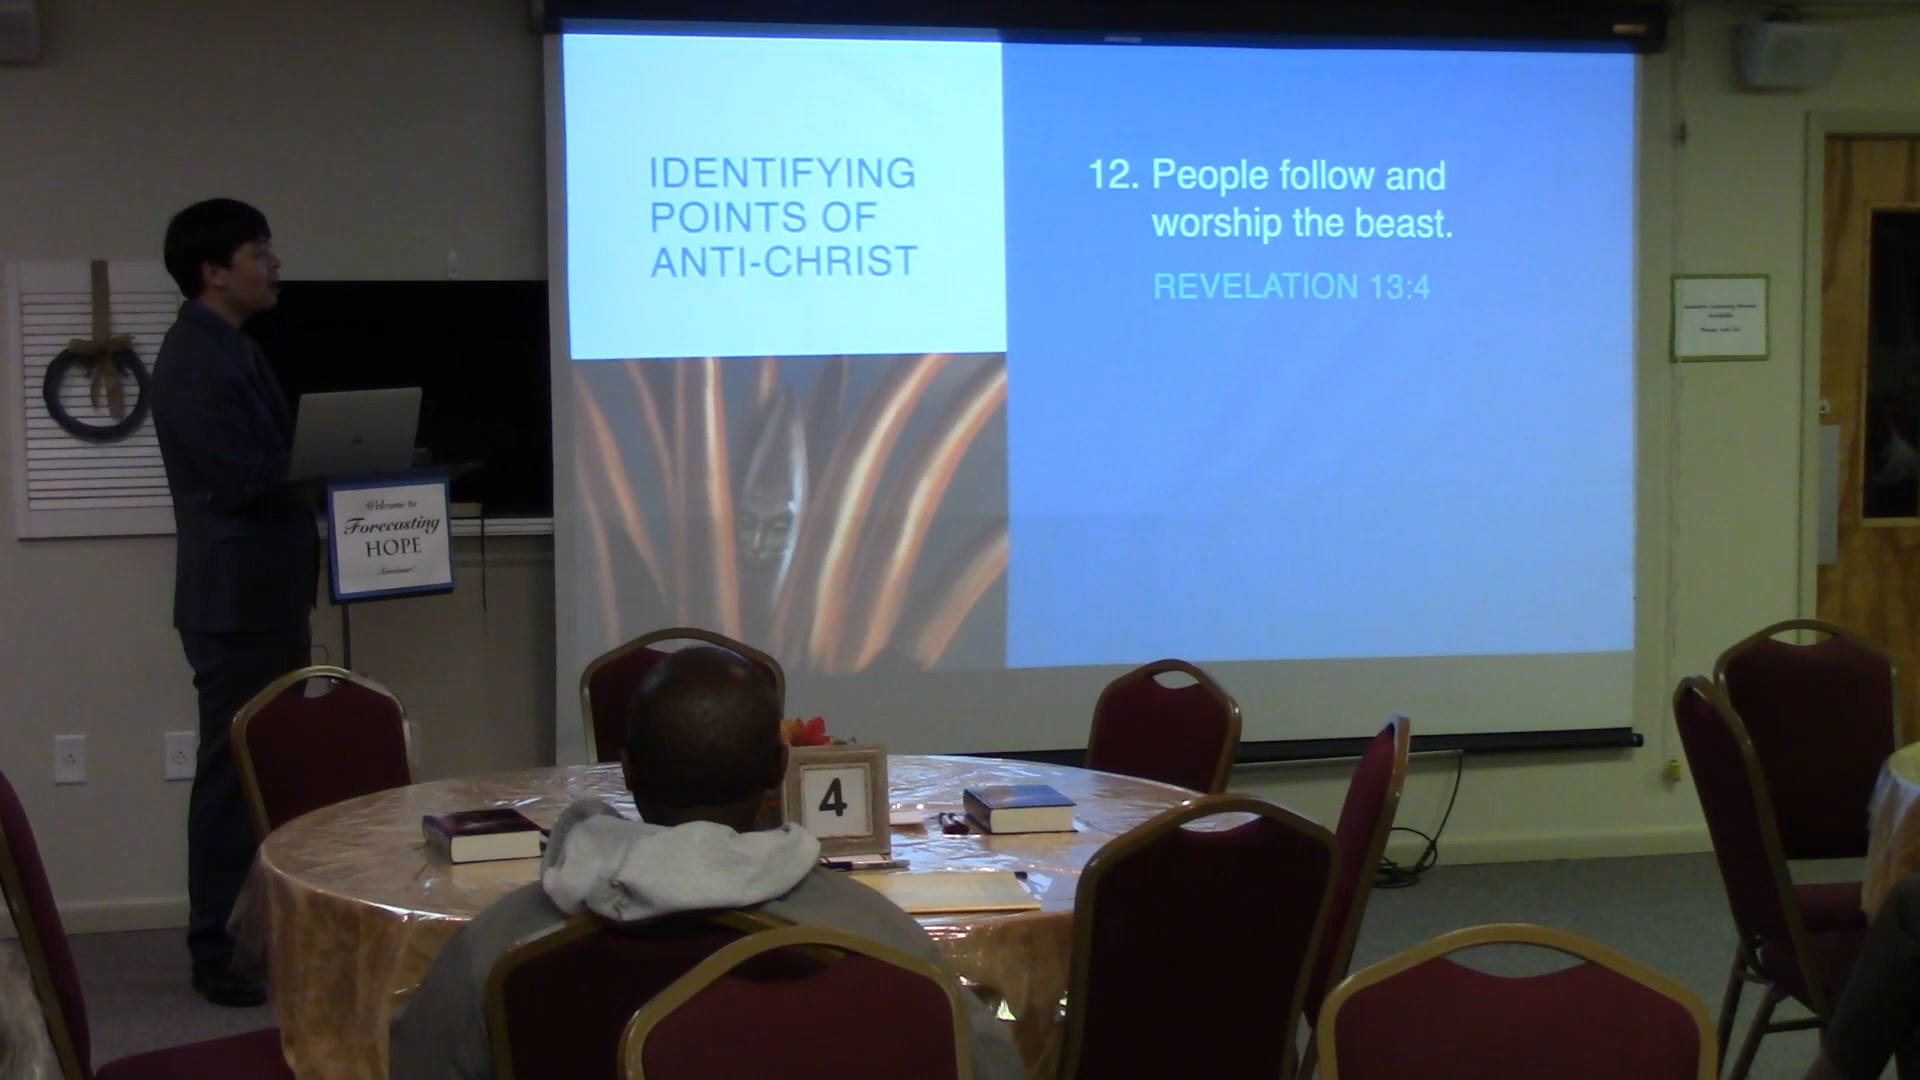 IDENTIFYING
POINTS OF
ANTI-CHRIST
12. People follow and
worship the beast.
REVELATION 13:4
Welcome to
Forecasting
HOPE
Seminar!
4